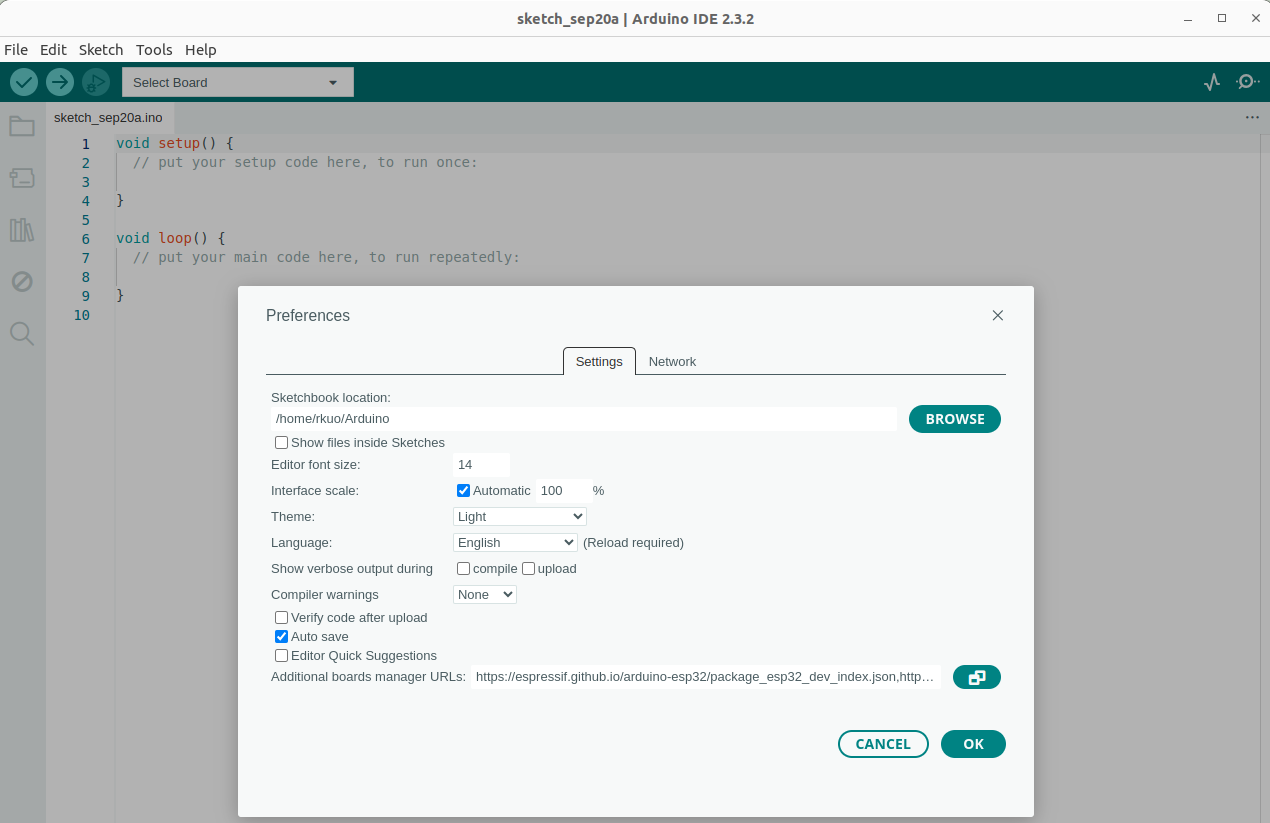 sketch_sep20a | Arduino IDE 2.3.2
File Edit Sketch Tools Help
Select Board
sketch_sep20a.ino
1 void setup() {
2 // put your setup code here, to run once:
3
4 }
5
6 void loop() {
7 // put your main code here, to run repeatedly:
8
9 }
10
Preferences
Settings Network
Sketchbook location:
/home/rkuo/Arduino BROWSE
Show files inside Sketches
Editor font size: 14
Interface scale: Automatic 100 %
Theme: Light
Language: English (Reload required)
Show verbose output during compile upload
Compiler warnings None
Verify code after upload
Auto save
Editor Quick Suggestions
Additional boards manager URLs: https://espressif.github.io/arduino-esp32/package_esp32_dev_index.json,http…
CANCEL OK